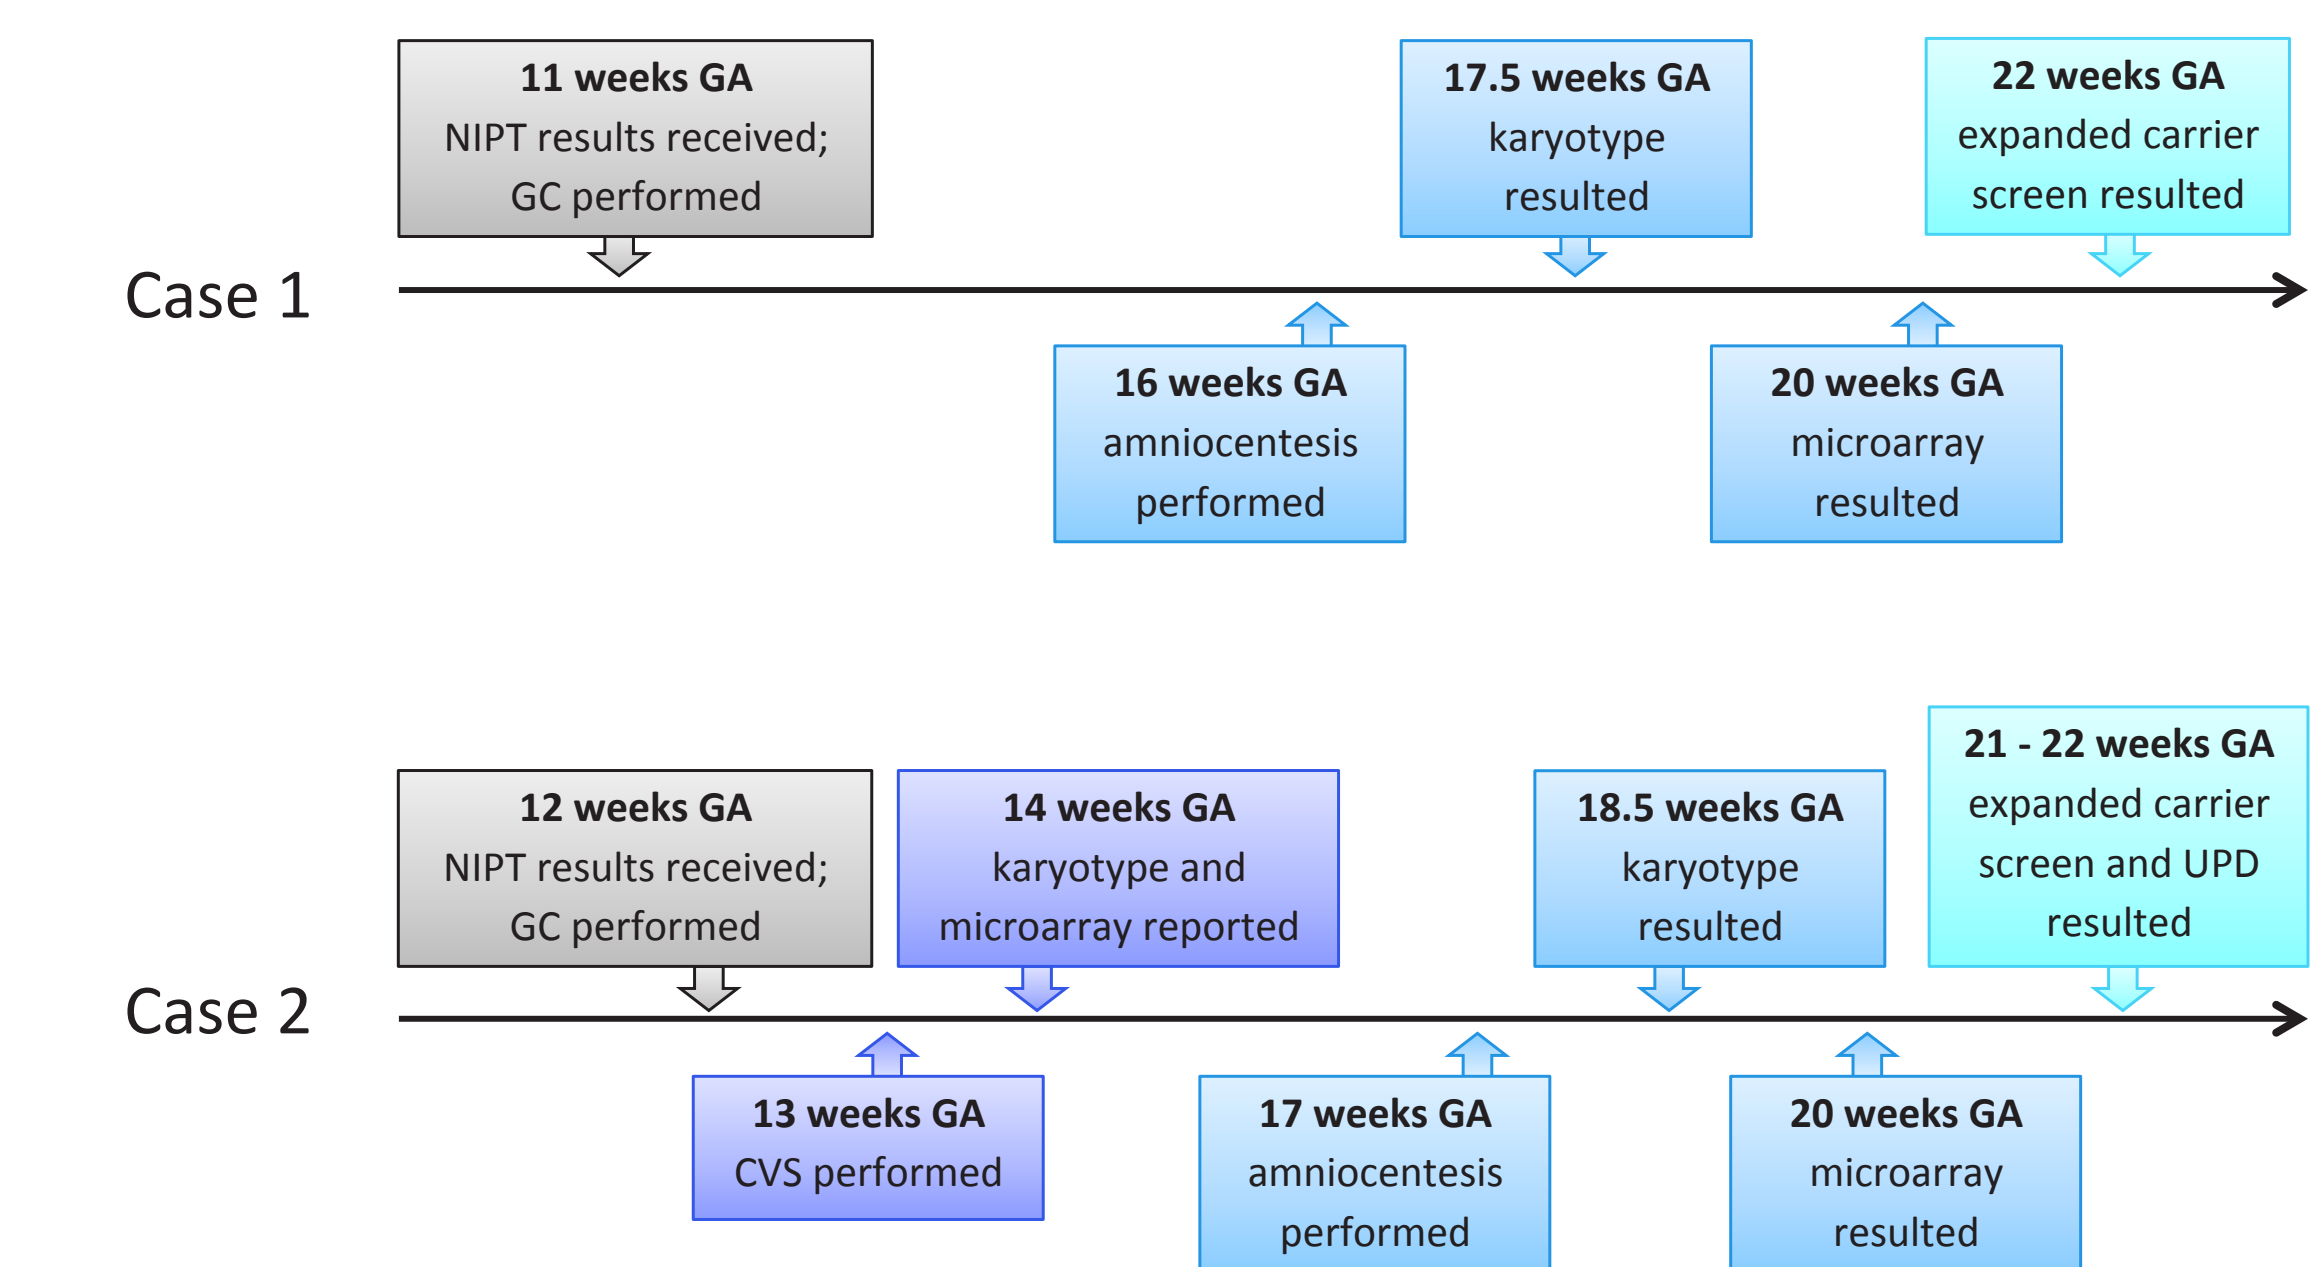 11 weeks GA
NIPT results received;
GC performed
17.5 weeks GA
karyotype
resulted
22 weeks GA
expanded carrier
screen resulted
Case 1
16 weeks GA
amniocentesis
performed
20 weeks GA
microarray
resulted
12 weeks GA
NIPT results received;
GC performed
14 weeks GA
karyotype and
microarray reported
18.5 weeks GA
karyotype
resulted
21 - 22 weeks GA
expanded carrier
screen and UPD
resulted
Case 2
13 weeks GA
CVS performed
17 weeks GA
amniocentesis
performed
20 weeks GA
microarray
resulted